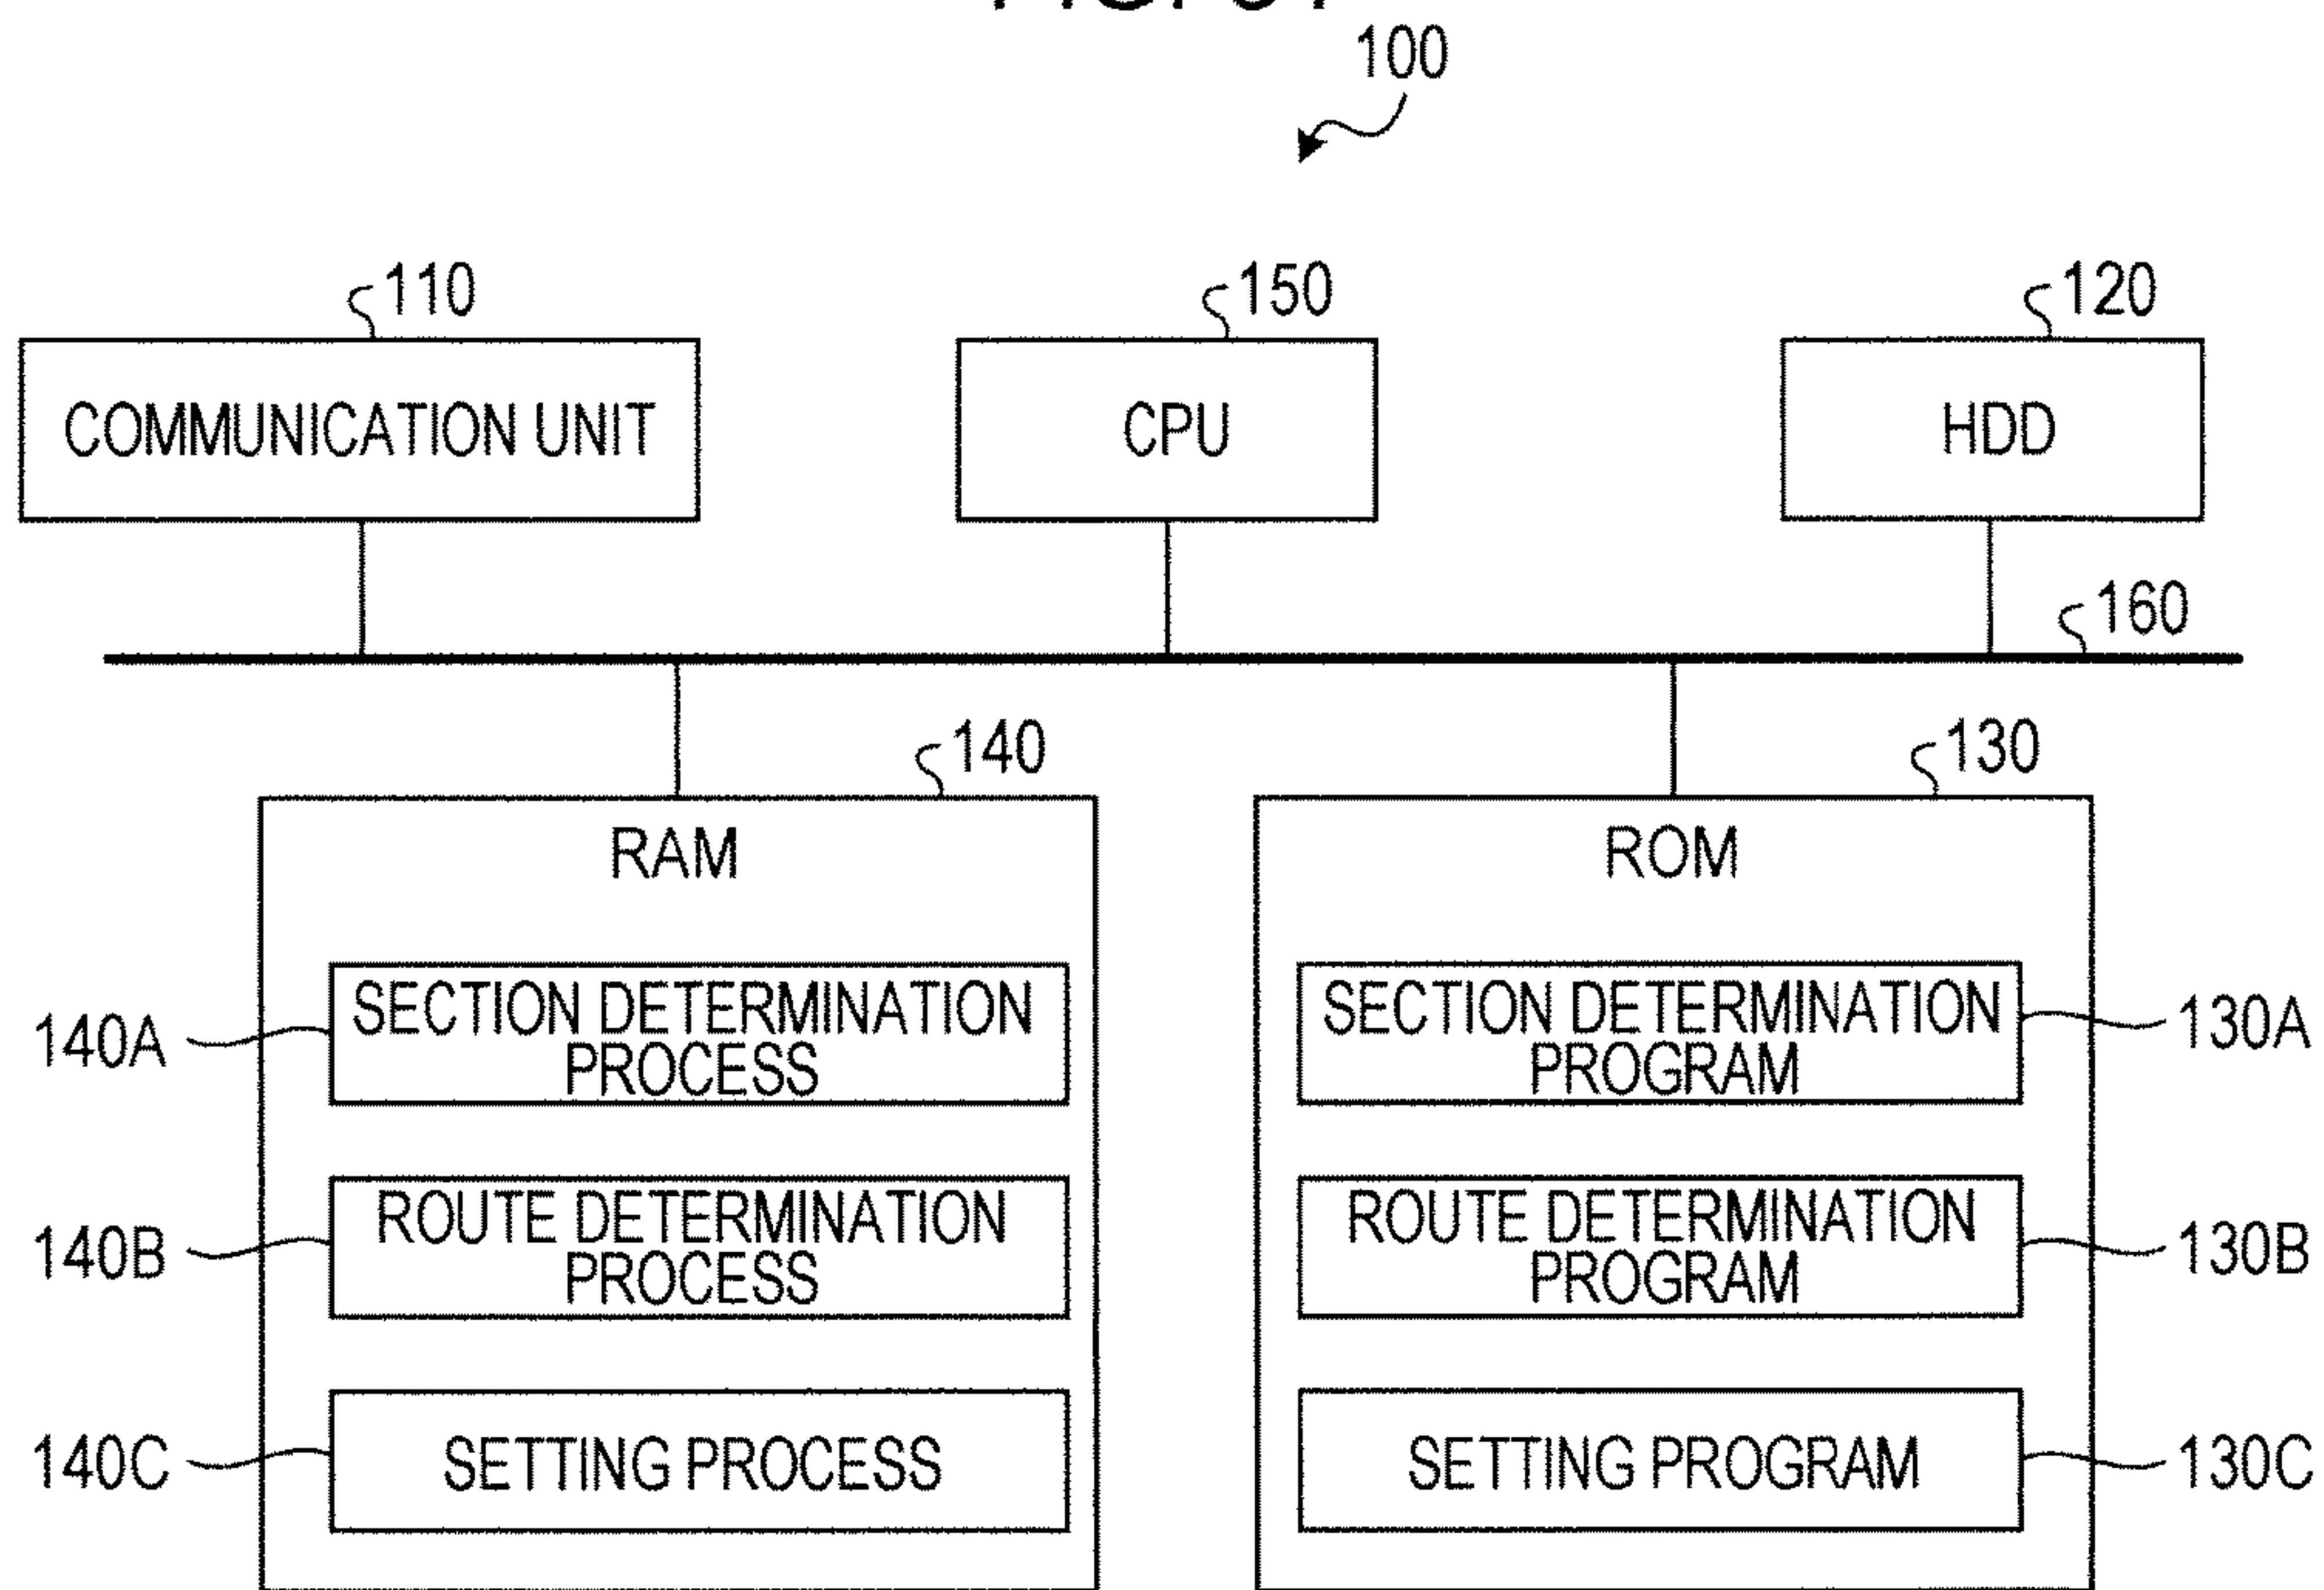 100
110
150
120
COMMUNICATION UNIT
CPU
HDD
160
140
130
RAM
ROM
SECTION DETERMINATION
PROCESS
140A
SECTION DETERMINATION
PROGRAM
130A
ROUTE DETERMINATION
PROCESS
140B
ROUTE DETERMINATION
PROGRAM
130B
140C
SETTING PROCESS
SETTING PROGRAM
130C